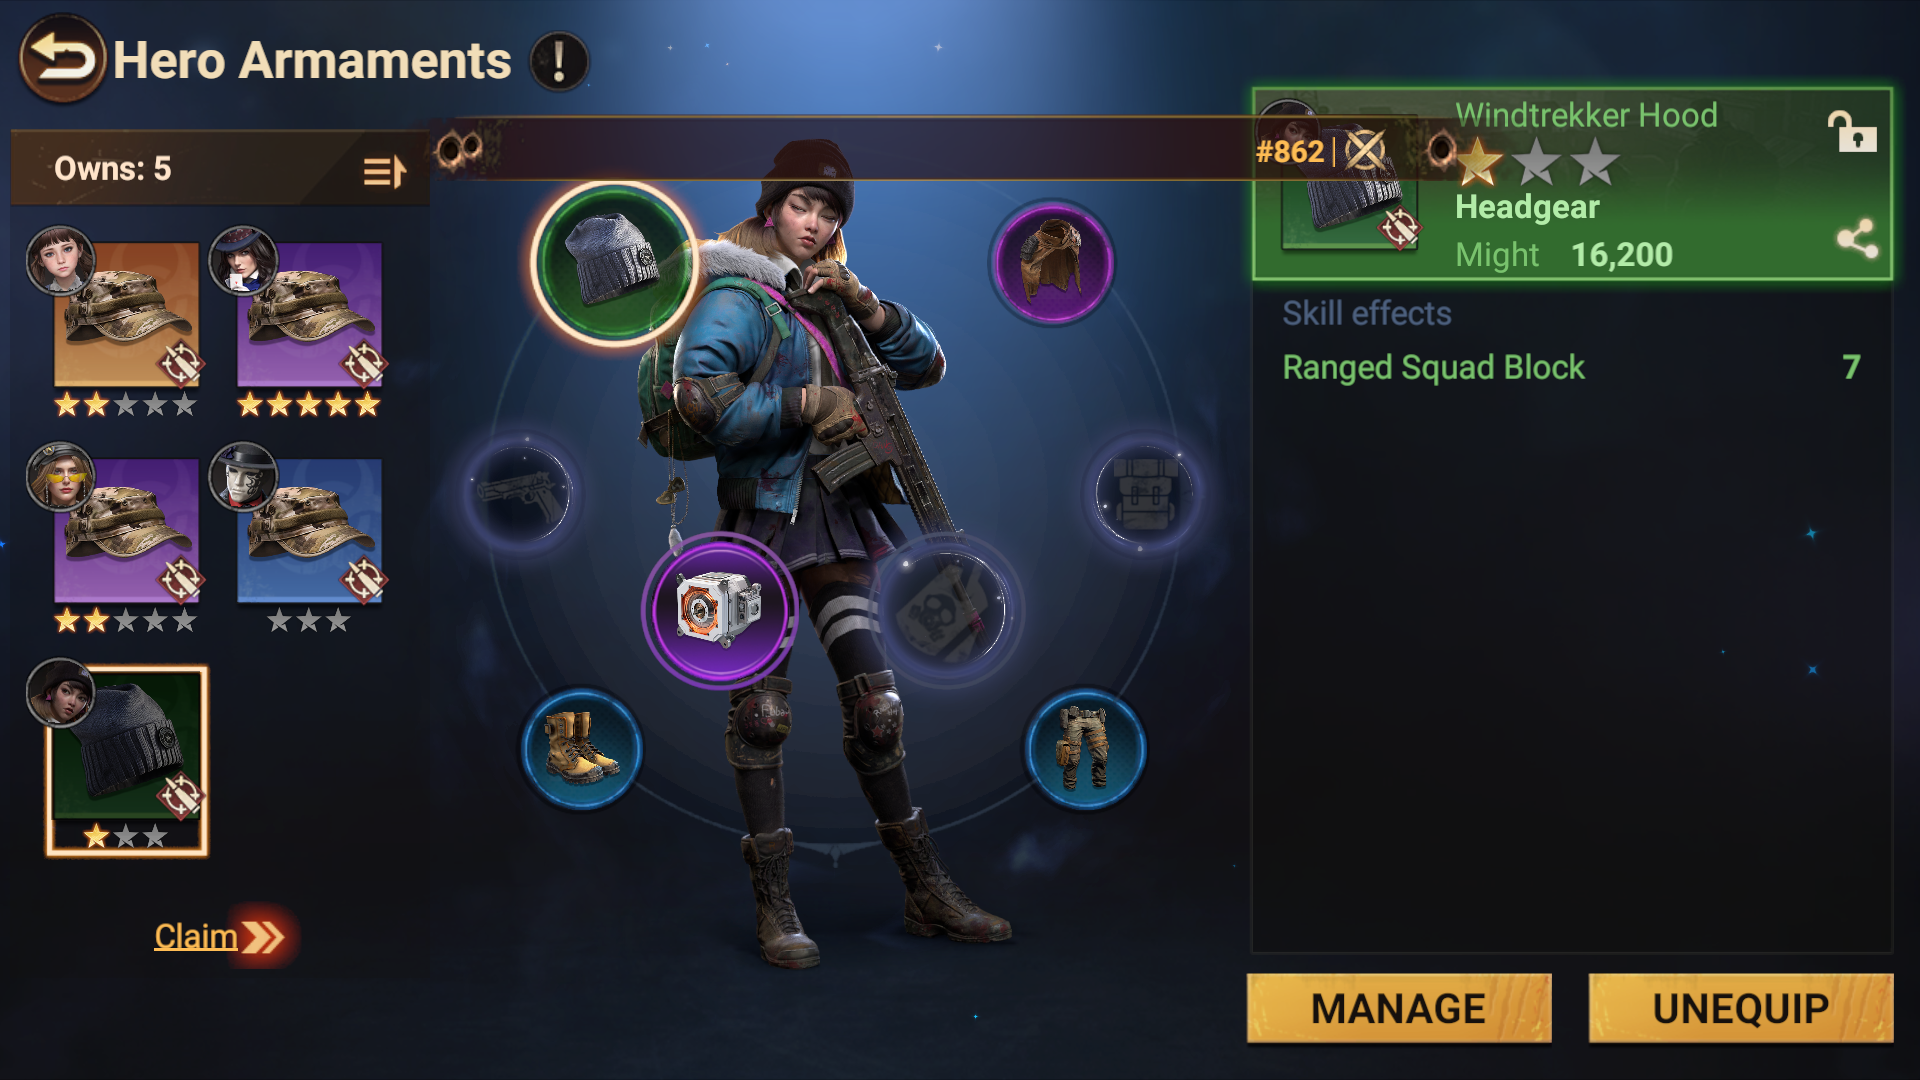 Hero Armaments
Owns: 5
#862
Windtrekker Hood
Headgear
Might 16,200
Skill effects
Ranged Squad Block 7
Claim
MANAGE
UNEQUIP